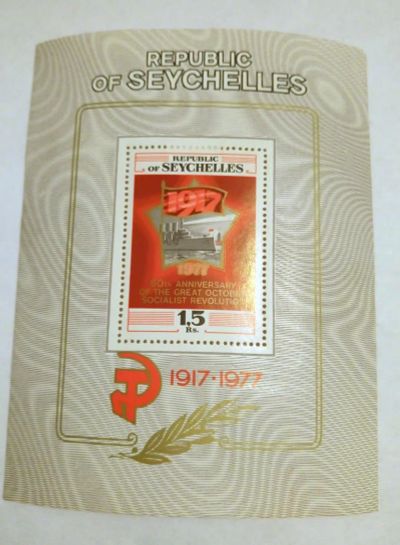 REPUBLIC
OF SEYCHELLES
REPUBLIC
OF SEYCHELLES
1917
1977
60th ANNIVERSARY
OF THE GREAT OCTOBER
SOCIALIST REVOLUTION
1,5
Rs.
1917·1977